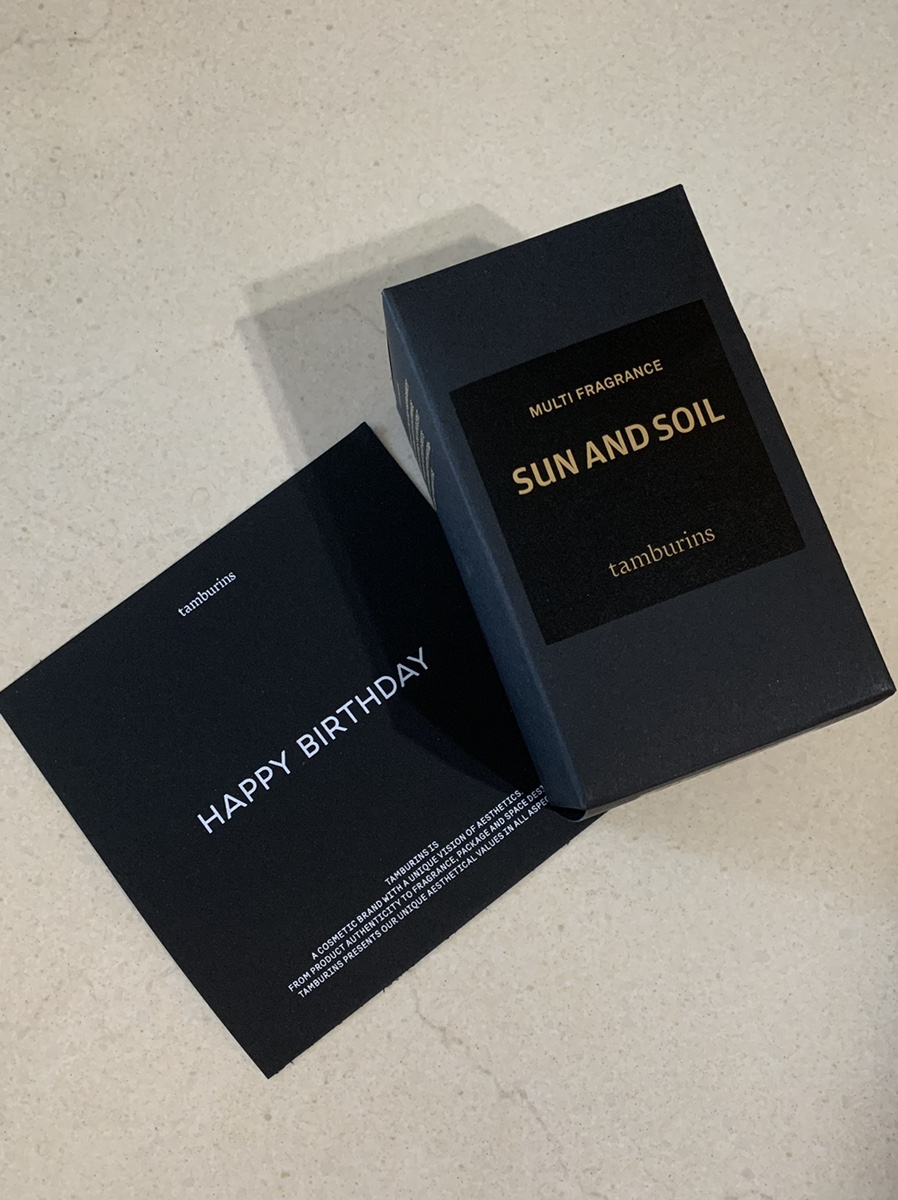 MULTI FRAGRANCE
SUN AND SOIL
tamburins
tamburins
HAPPY BIRTHDAY
TAMBURINS IS
A COSMETIC BRAND WITH A UNIQUE VISION OF AESTHETICS.
FROM PRODUCT AUTHENTICITY TO FRAGRANCE, PACKAGE AND SPACE
TAMBURINS PRESENTS OUR UNIQUE AESTHETICAL VALUES IN ALL